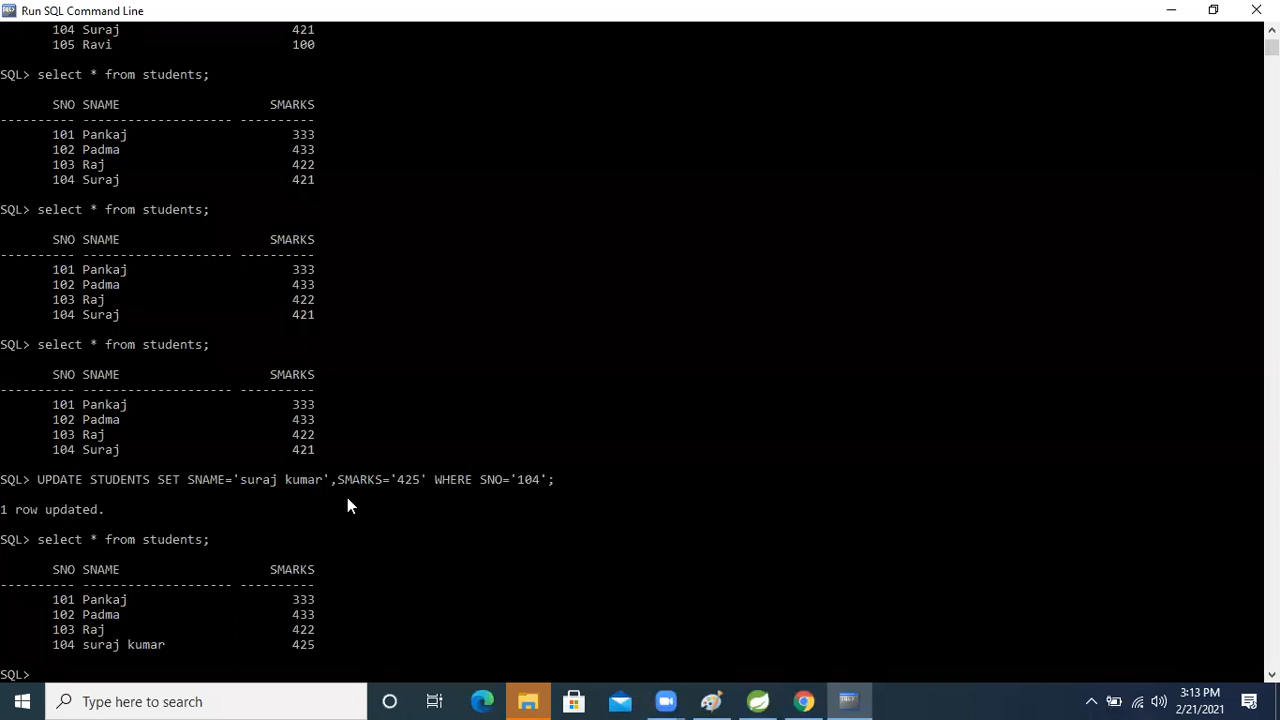 Run SQL Command Line
104 Suraj 421
105 Ravi 100
SQL> select * from students;
SNO SNAME SMARKS
---------- -------------------- ----------
101 Pankaj 333
102 Padma 433
103 Raj 422
104 Suraj 421
SQL> select * from students;
SNO SNAME SMARKS
---------- -------------------- ----------
101 Pankaj 333
102 Padma 433
103 Raj 422
104 Suraj 421
SQL> select * from students;
SNO SNAME SMARKS
---------- -------------------- ----------
101 Pankaj 333
102 Padma 433
103 Raj 422
104 Suraj 421
SQL> UPDATE STUDENTS SET SNAME='suraj kumar',SMARKS='425' WHERE SNO='104';
1 row updated.
SQL> select * from students;
SNO SNAME SMARKS
---------- -------------------- ----------
101 Pankaj 333
102 Padma 433
103 Raj 422
104 suraj kumar 425
SQL>
Type here to search
3:13 PM
2/21/2021